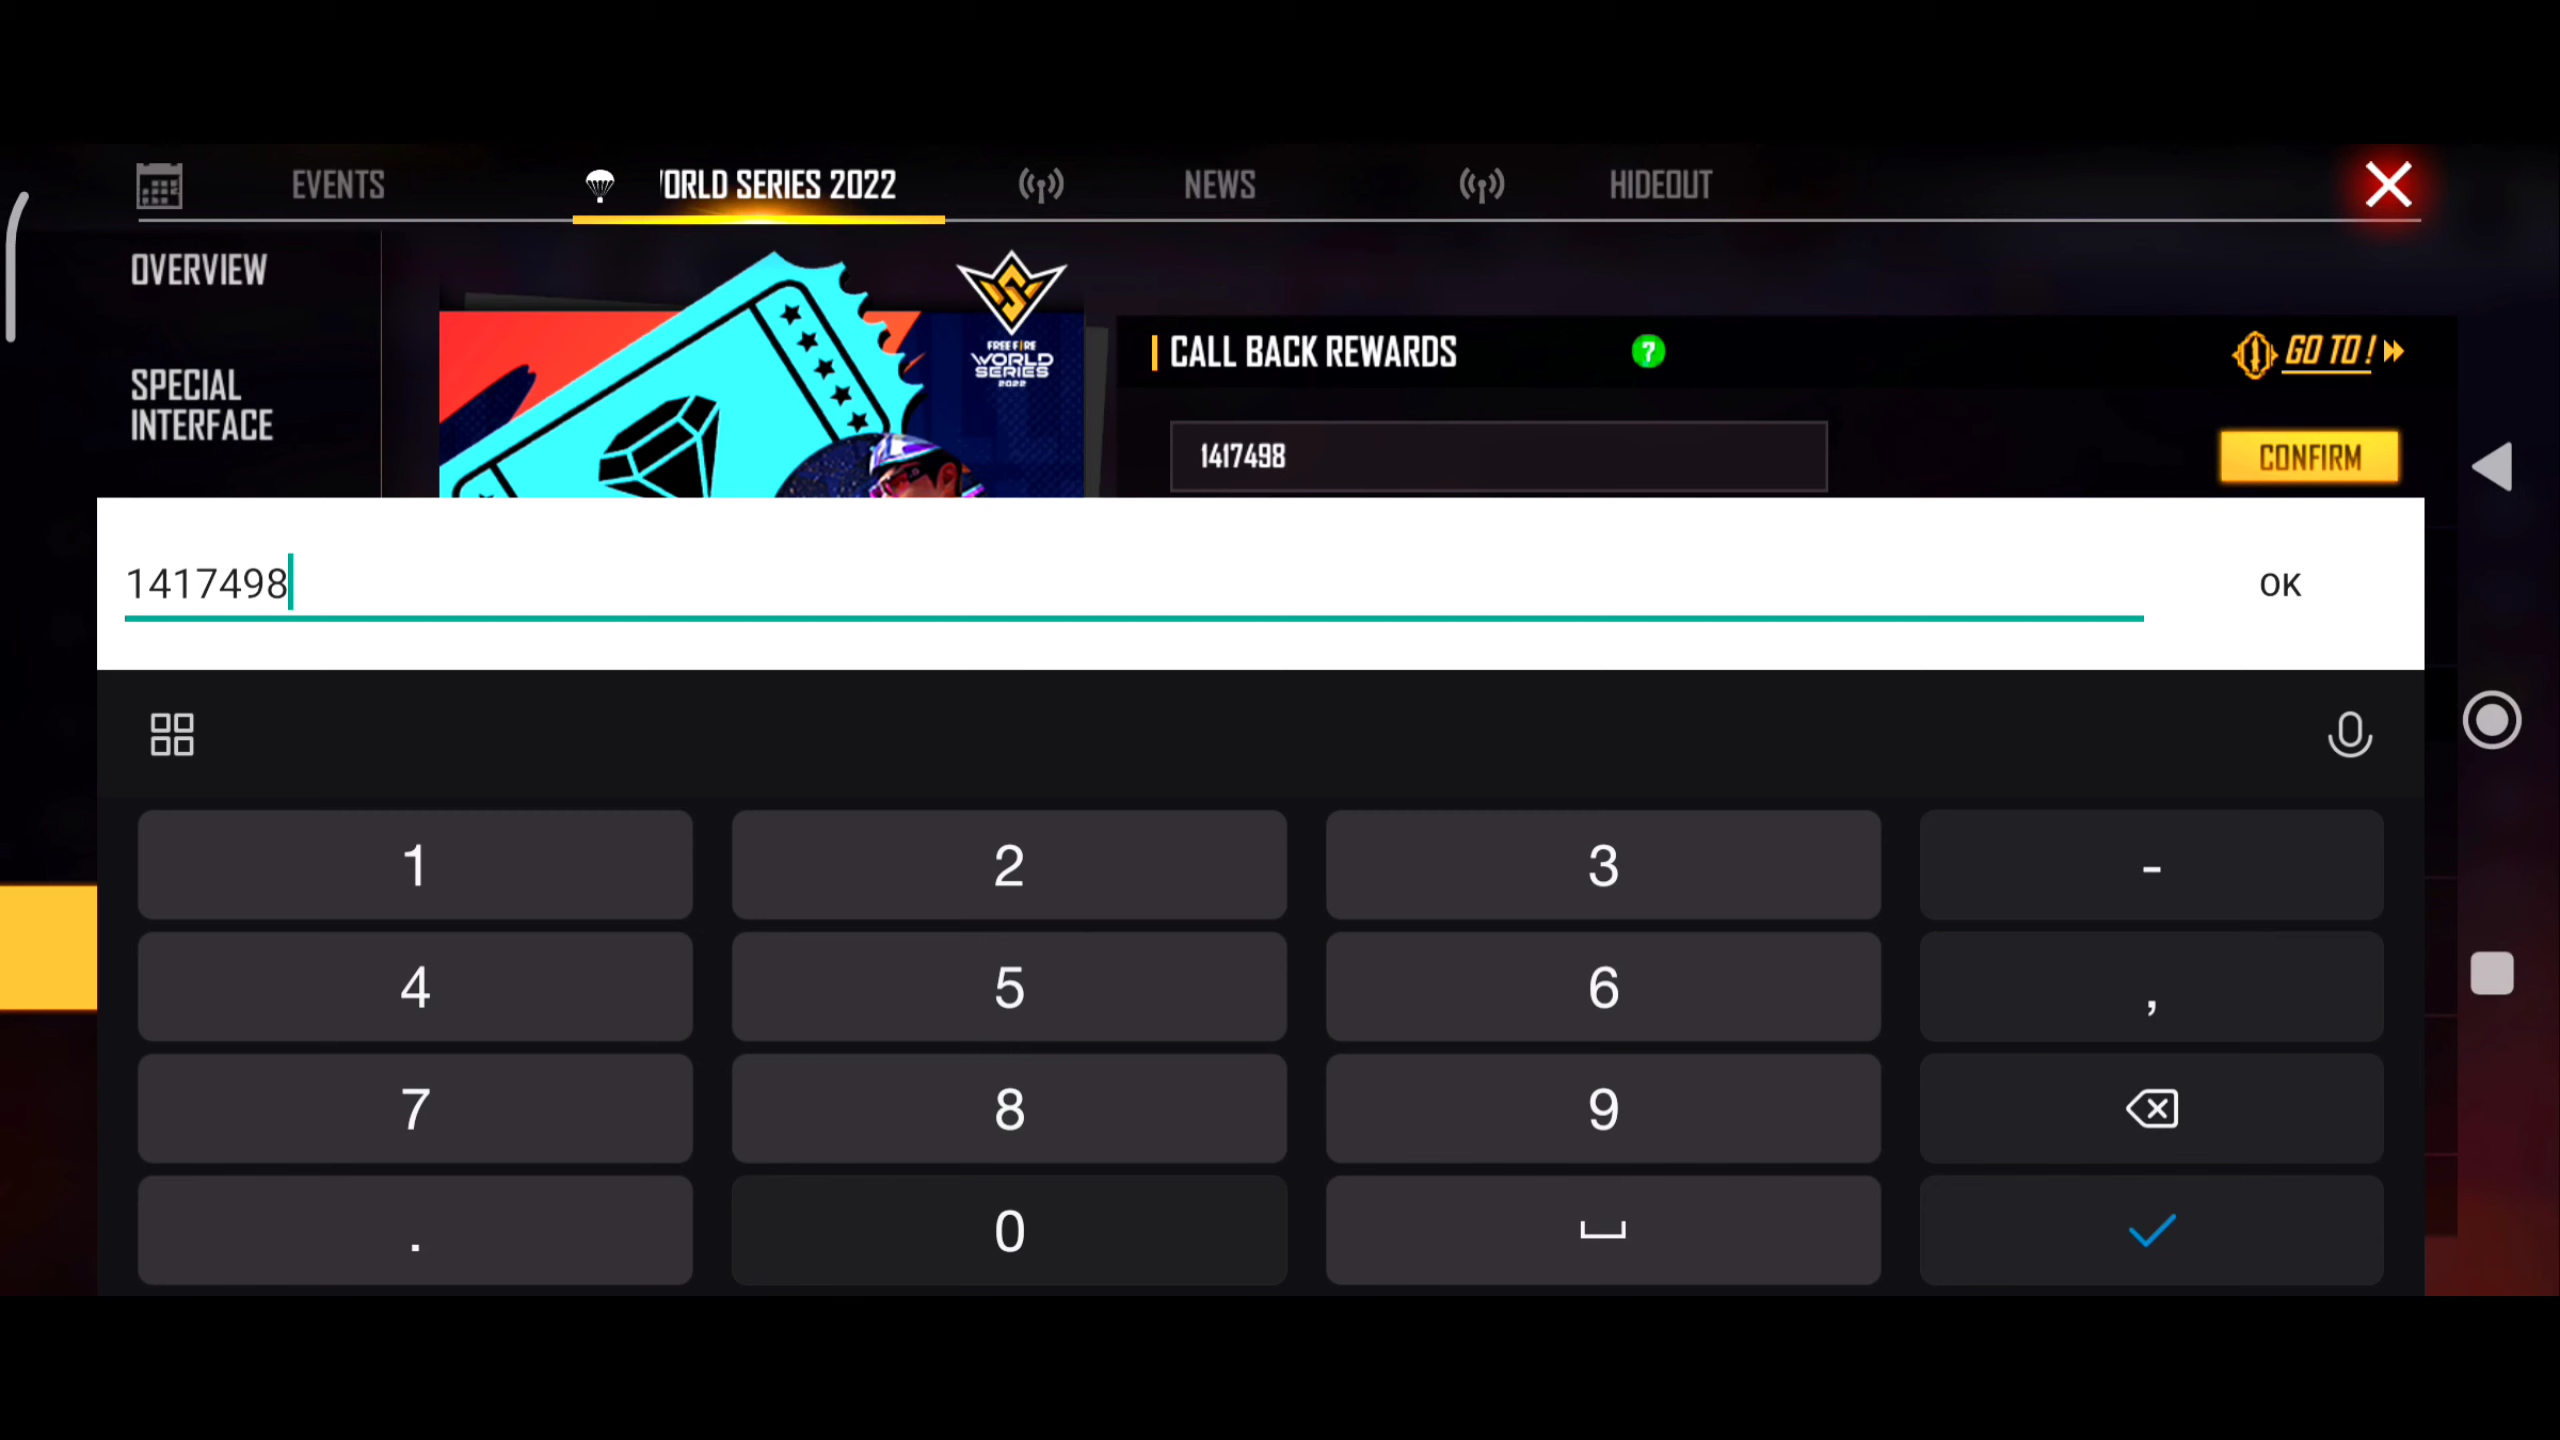 EVENTS
ORLD SERIES 2022
NEWS
HIDEOUT
OVERVIEW
SPECIAL
INTERFACE
FREE FIRE
WORLD
SERIES
2022
CALL BACK REWARDS
?
GO TO !
1417498
CONFIRM
1417498
OK
1 2 3 -
4 5 6 ,
7 8 9
. 0